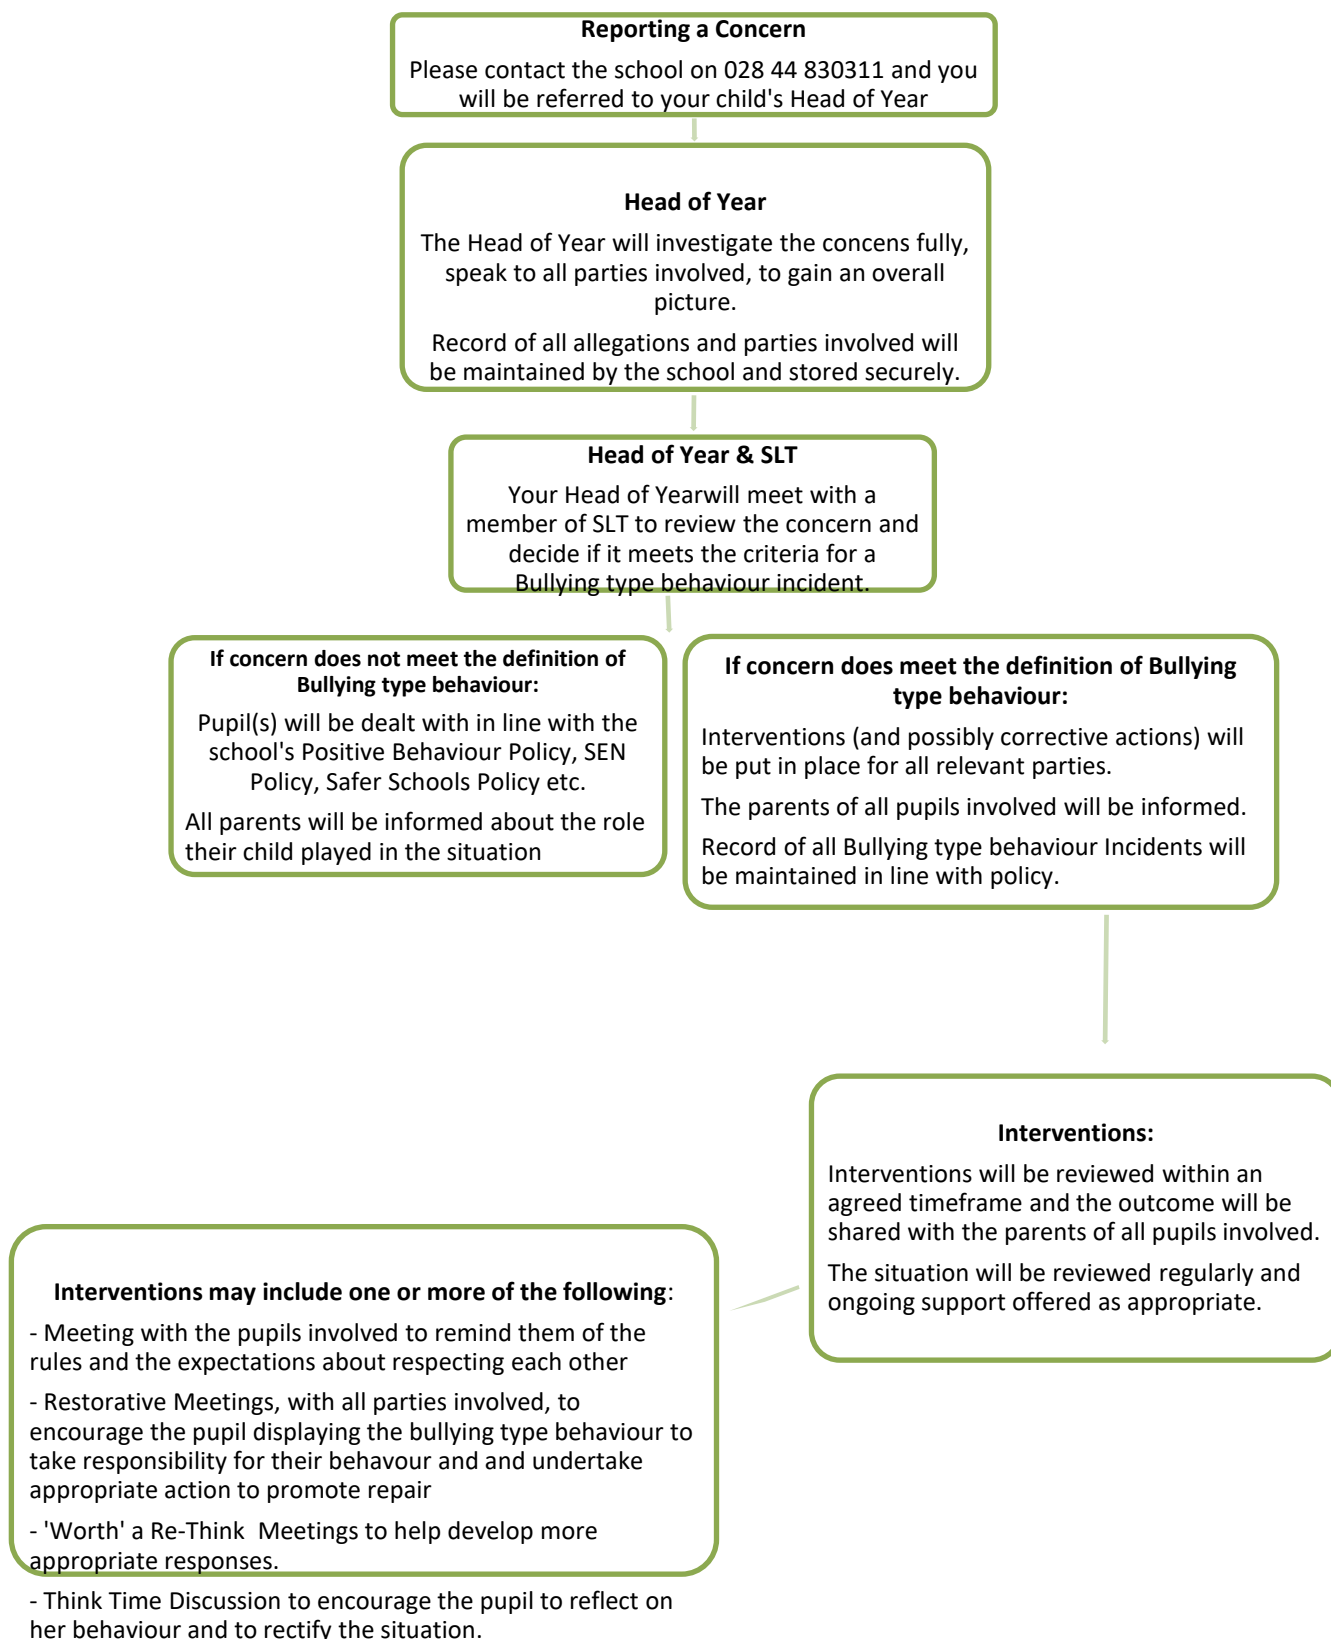 Reporting a Concern
Please contact the school on 028 44 830311 and you
will be referred to your child's Head of Year
Head of Year
The Head of Year will investigate the concens fully,
speak to all parties involved, to gain an overall
picture.
Record of all allegations and parties involved will
be maintained by the school and stored securely.
Head of Year & SLT
Your Head of Yearwill meet with a
member of SLT to review the concern and
decide if it meets the criteria for a
Bullying type behaviour incident.
If concern does not meet the definition of
Bullying type behaviour:
Pupil(s) will be dealt with in line with the
school's Positive Behaviour Policy, SEN
Policy, Safer Schools Policy etc.
All parents will be informed about the role
their child played in the situation
If concern does meet the definition of Bullying
type behaviour:
Interventions (and possibly corrective actions) will
be put in place for all relevant parties.
The parents of all pupils involved will be informed.
Record of all Bullying type behaviour Incidents will
be maintained in line with policy.
Interventions:
Interventions will be reviewed within an
agreed timeframe and the outcome will be
shared with the parents of all pupils involved.
The situation will be reviewed regularly and
ongoing support offered as appropriate.
Interventions may include one or more of the following:
- Meeting with the pupils involved to remind them of the
rules and the expectations about respecting each other
- Restorative Meetings, with all parties involved, to
encourage the pupil displaying the bullying type behaviour to
take responsibility for their behavour and and undertake
appropriate action to promote repair
- 'Worth' a Re-Think  Meetings to help develop more
appropriate responses.
- Think Time Discussion to encourage the pupil to reflect on
her behaviour and to rectify the situation.